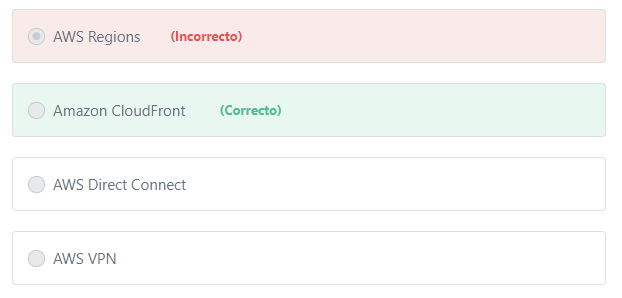 AWS Regions (Incorrecto)
Amazon CloudFront (Correcto)
AWS Direct Connect
AWS VPN